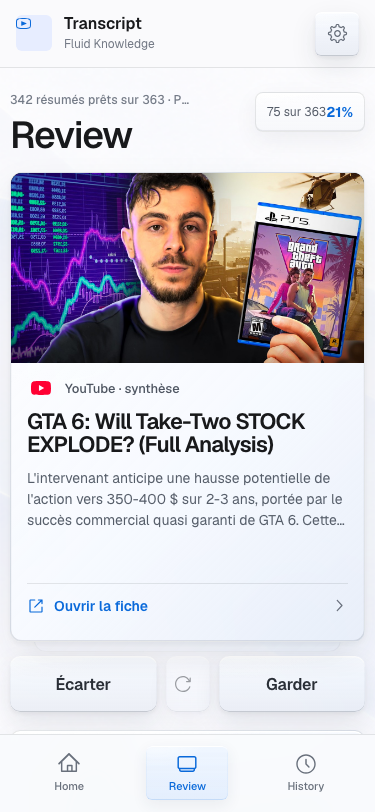 Transcript
Fluid Knowledge
342 résumés prêts sur 363 · P...
75 sur 363 21%
Review
PS5
grand
theft
auto
VI
M
YouTube · synthèse
GTA 6: Will Take-Two STOCK
EXPLODE? (Full Analysis)
L'intervenant anticipe une hausse potentielle de
l'action vers 350-400 $ sur 2-3 ans, portée par le
succès commercial quasi garanti de GTA 6. Cette...
Ouvrir la fiche
Écarter
Garder
Home
Review
History